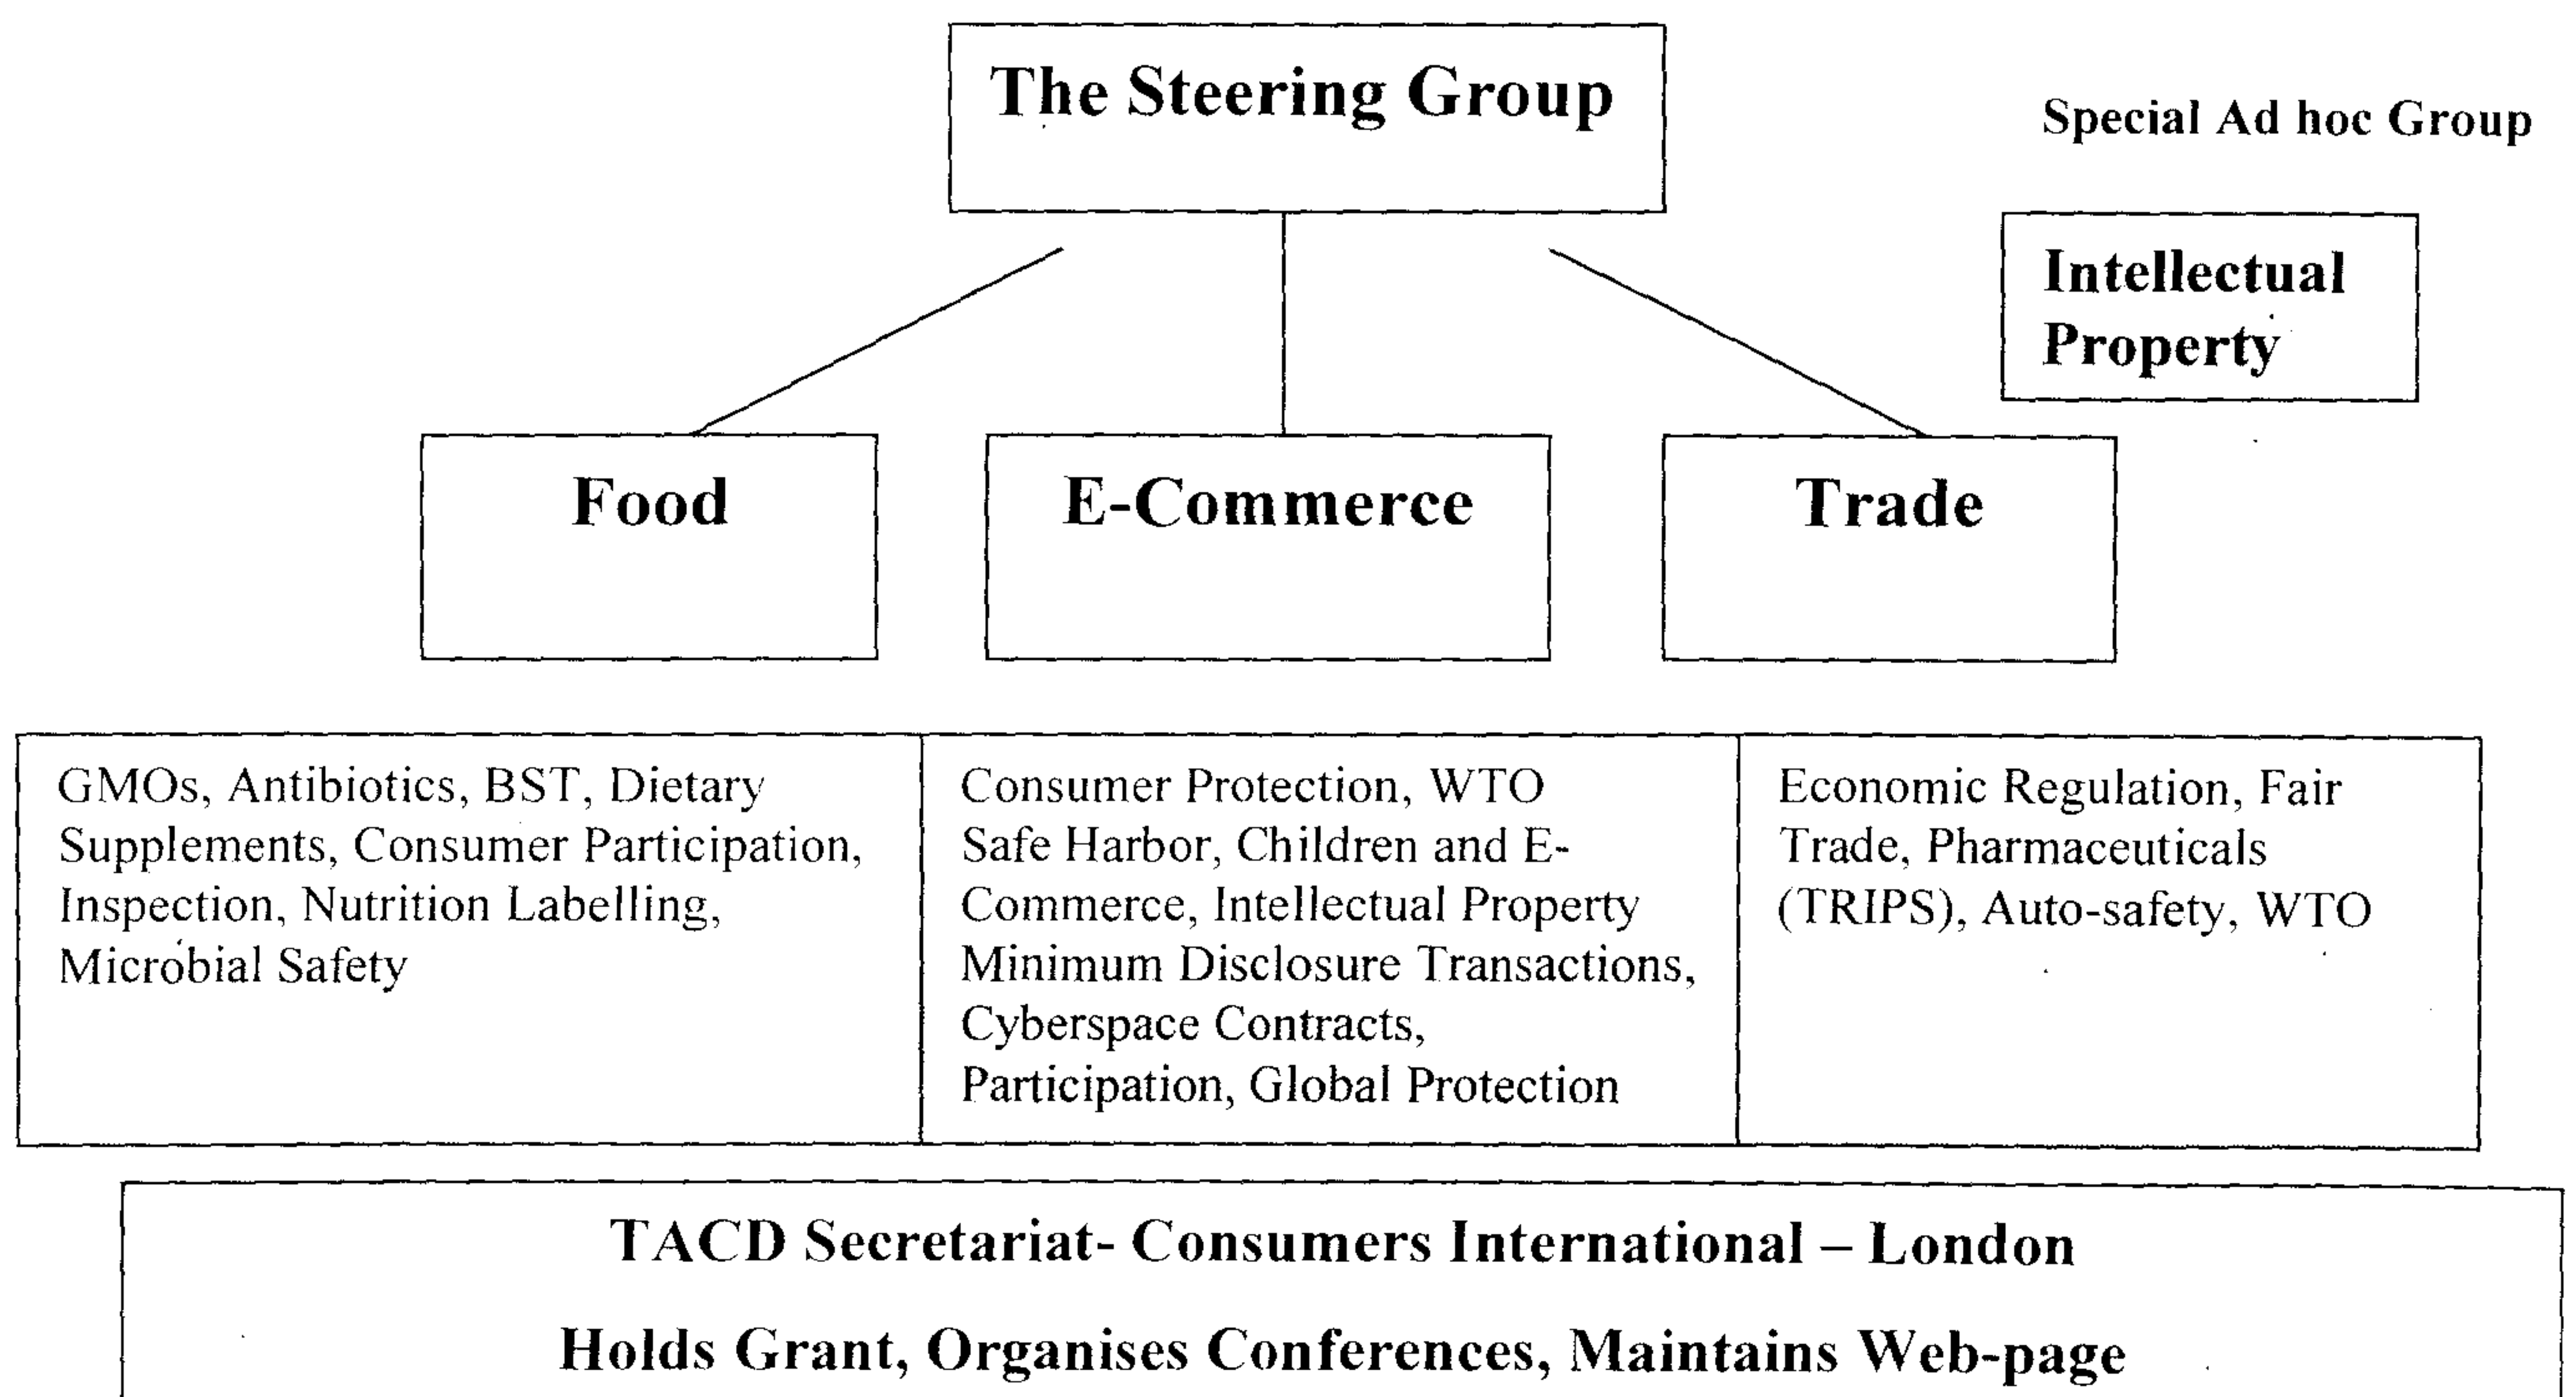 The Steering Group
Special Ad hoc Group
Intellectual
Property
Food
E-Commerce
Trade
GMOs, Antibiotics, BST, Dietary
Supplements, Consumer Participation,
Inspection, Nutrition Labelling,
Microbial Safety
Consumer Protection, WTO
Safe Harbor, Children and E-
Commerce, Intellectual Property
Minimum Disclosure Transactions,
Cyberspace Contracts,
Participation, Global Protection
Economic Regulation, Fair
Trade, Pharmaceuticals
(TRIPS), Auto-safety, WTO
TACD Secretariat- Consumers International – London
Holds Grant, Organises Conferences, Maintains Web-page